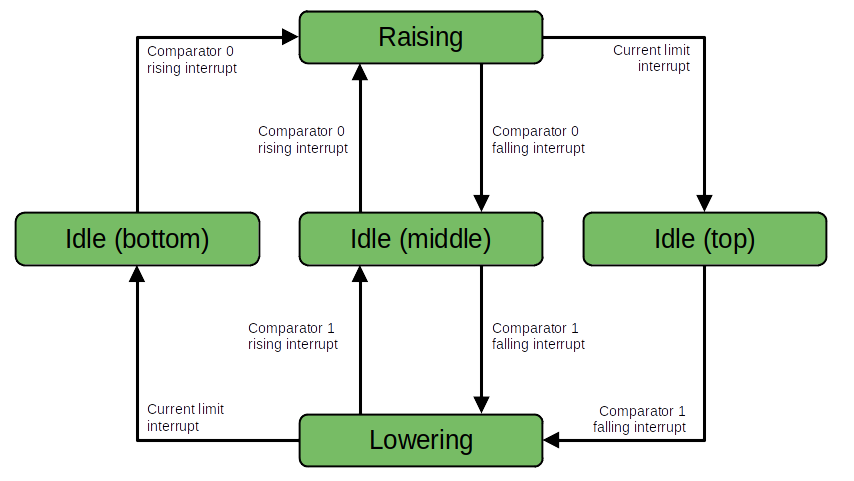 Raising
Comparator 0
rising interrupt
Current limit
interrupt
Comparator 0
rising interrupt
Comparator 0
falling interrupt
Idle (bottom)
Idle (middle)
Idle (top)
Comparator 1
rising interrupt
Comparator 1
falling interrupt
Current limit
interrupt
Comparator 1
falling interrupt
Lowering